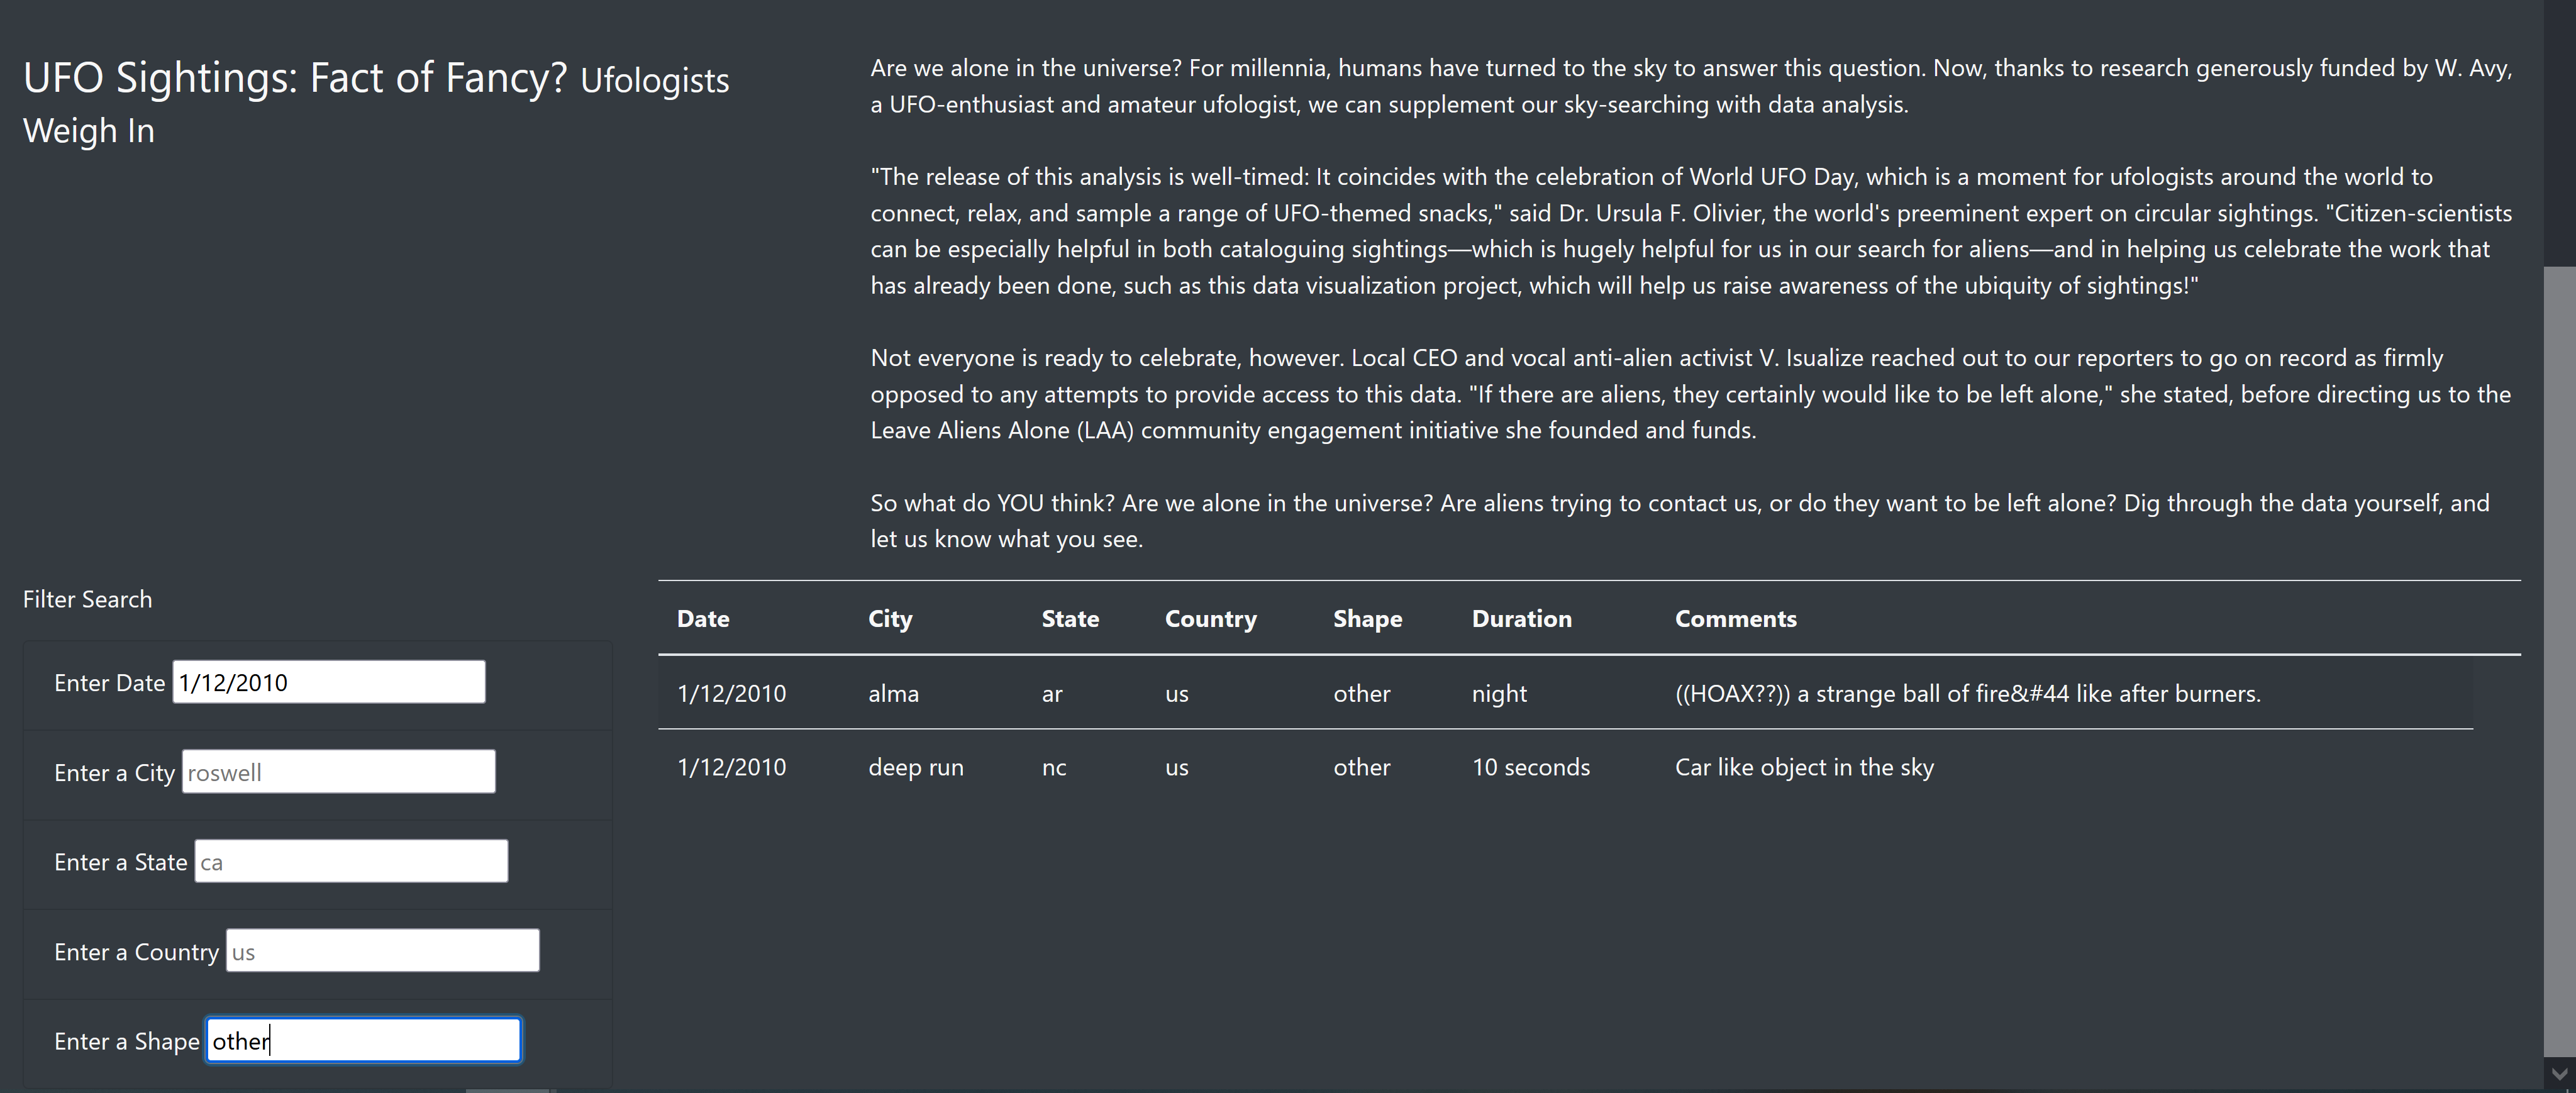 UFO Sightings: Fact of Fancy? Ufologists
Weigh In
Are we alone in the universe? For millennia, humans have turned to the sky to answer this question. Now, thanks to research generously funded by W. Avy,
a UFO-enthusiast and amateur ufologist, we can supplement our sky-searching with data analysis.
"The release of this analysis is well-timed: It coincides with the celebration of World UFO Day, which is a moment for ufologists around the world to
connect, relax, and sample a range of UFO-themed snacks," said Dr. Ursula F. Olivier, the world's preeminent expert on circular sightings. "Citizen-scientists
can be especially helpful in both cataloguing sightings—which is hugely helpful for us in our search for aliens—and in helping us celebrate the work that
has already been done, such as this data visualization project, which will help us raise awareness of the ubiquity of sightings!"
Not everyone is ready to celebrate, however. Local CEO and vocal anti-alien activist V. Isualize reached out to our reporters to go on record as firmly
opposed to any attempts to provide access to this data. "If there are aliens, they certainly would like to be left alone," she stated, before directing us to the
Leave Aliens Alone (LAA) community engagement initiative she founded and funds.
So what do YOU think? Are we alone in the universe? Are aliens trying to contact us, or do they want to be left alone? Dig through the data yourself, and
let us know what you see.
Filter Search
Enter Date 1/12/2010
Enter a City roswell
Enter a State ca
Enter a Country us
Enter a Shape other
Date City State Country Shape Duration Comments
1/12/2010 alma ar us other night ((HOAX??)) a strange ball of fire&#44 like after burners.
1/12/2010 deep run nc us other 10 seconds Car like object in the sky